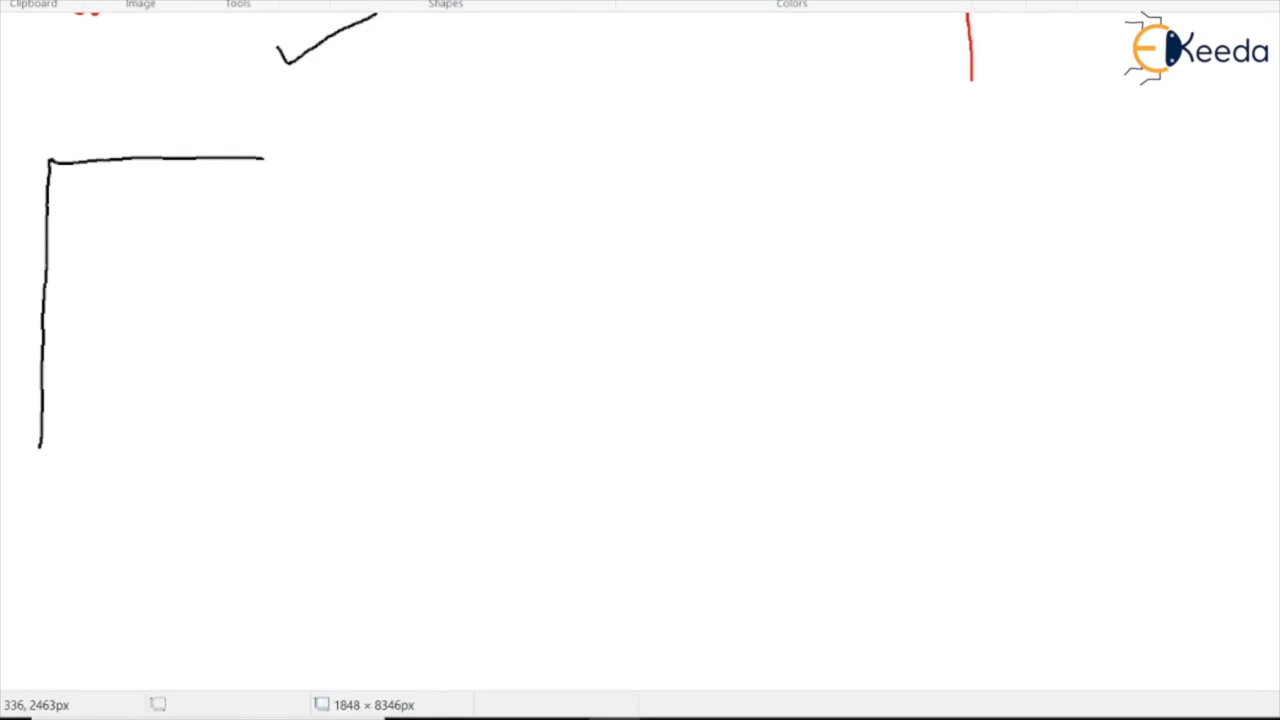 Clipboard Image Tools Shapes Colors
EKeeda
336, 2463px 1848 × 8346px